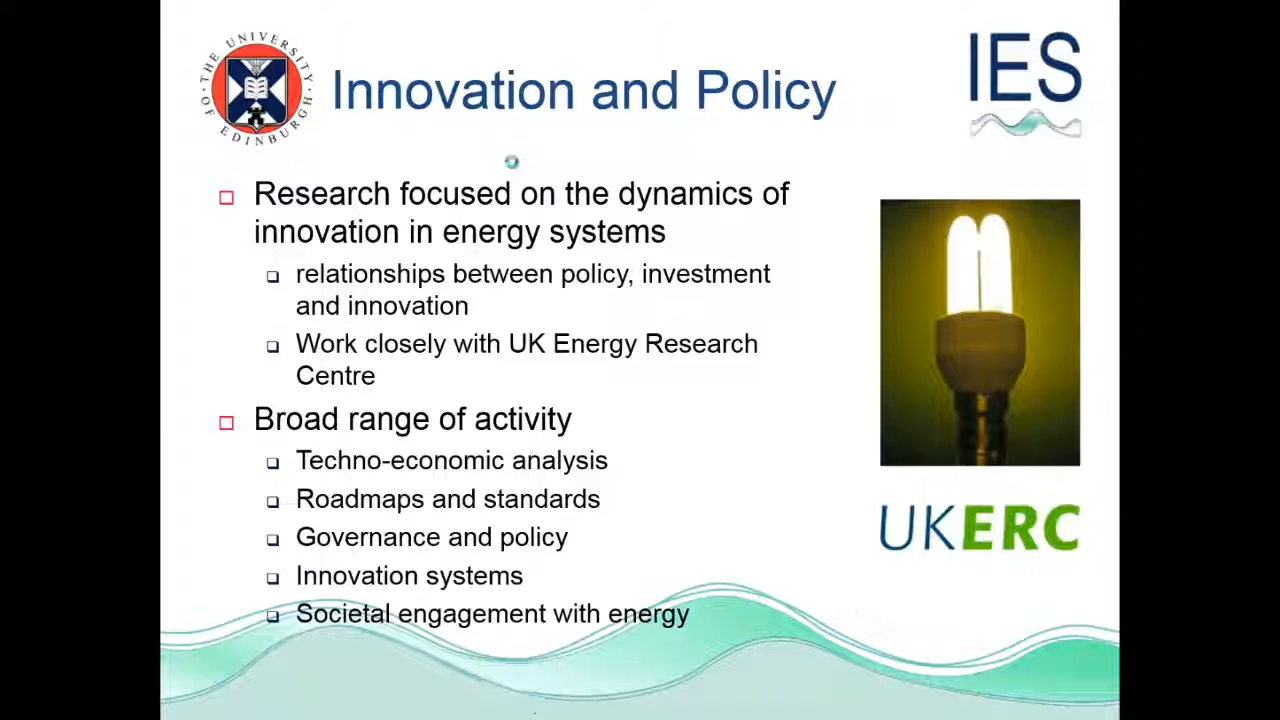 THE UNIVERSITY OF EDINBURGH
Innovation and Policy
IES
Research focused on the dynamics of
innovation in energy systems
relationships between policy, investment
and innovation
Work closely with UK Energy Research
Centre
Broad range of activity
Techno-economic analysis
Roadmaps and standards
Governance and policy
Innovation systems
Societal engagement with energy
UKERC